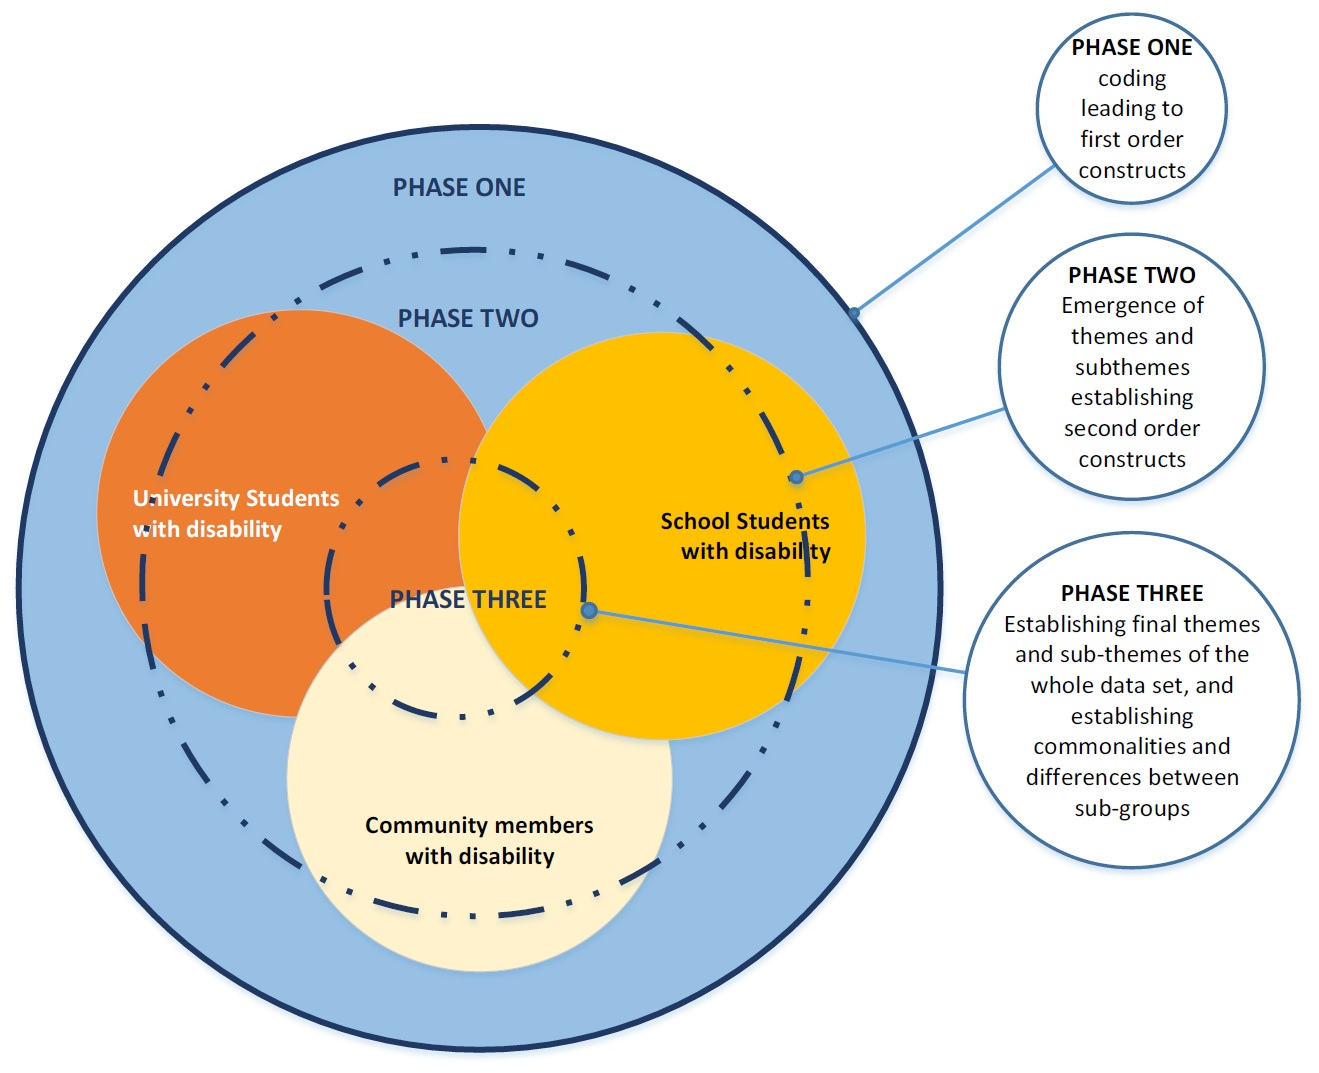 PHASE ONE
PHASE TWO
University Students
with disability
School Students
with disability
PHASE THREE
Community members
with disability
PHASE ONE
coding
leading to
first order
constructs
PHASE TWO
Emergence of
themes and
subthemes
establishing
second order
constructs
PHASE THREE
Establishing final themes
and sub-themes of the
whole data set, and
establishing
commonalities and
differences between
sub-groups